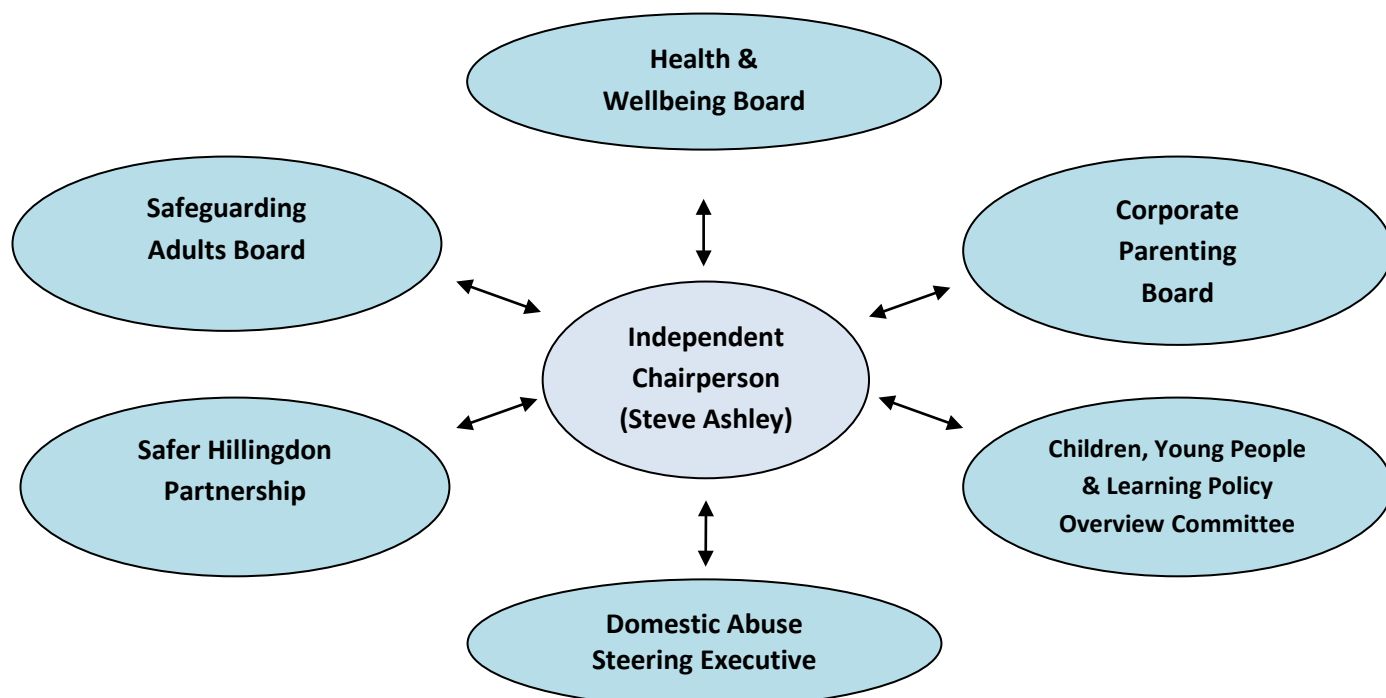 Health &
Wellbeing Board
Safeguarding
Adults Board
Corporate
Parenting
Board
Independent
Chairperson
(Steve Ashley)
Safer Hillingdon
Partnership
Children, Young People
& Learning Policy
Overview Committee
Domestic Abuse
Steering Executive